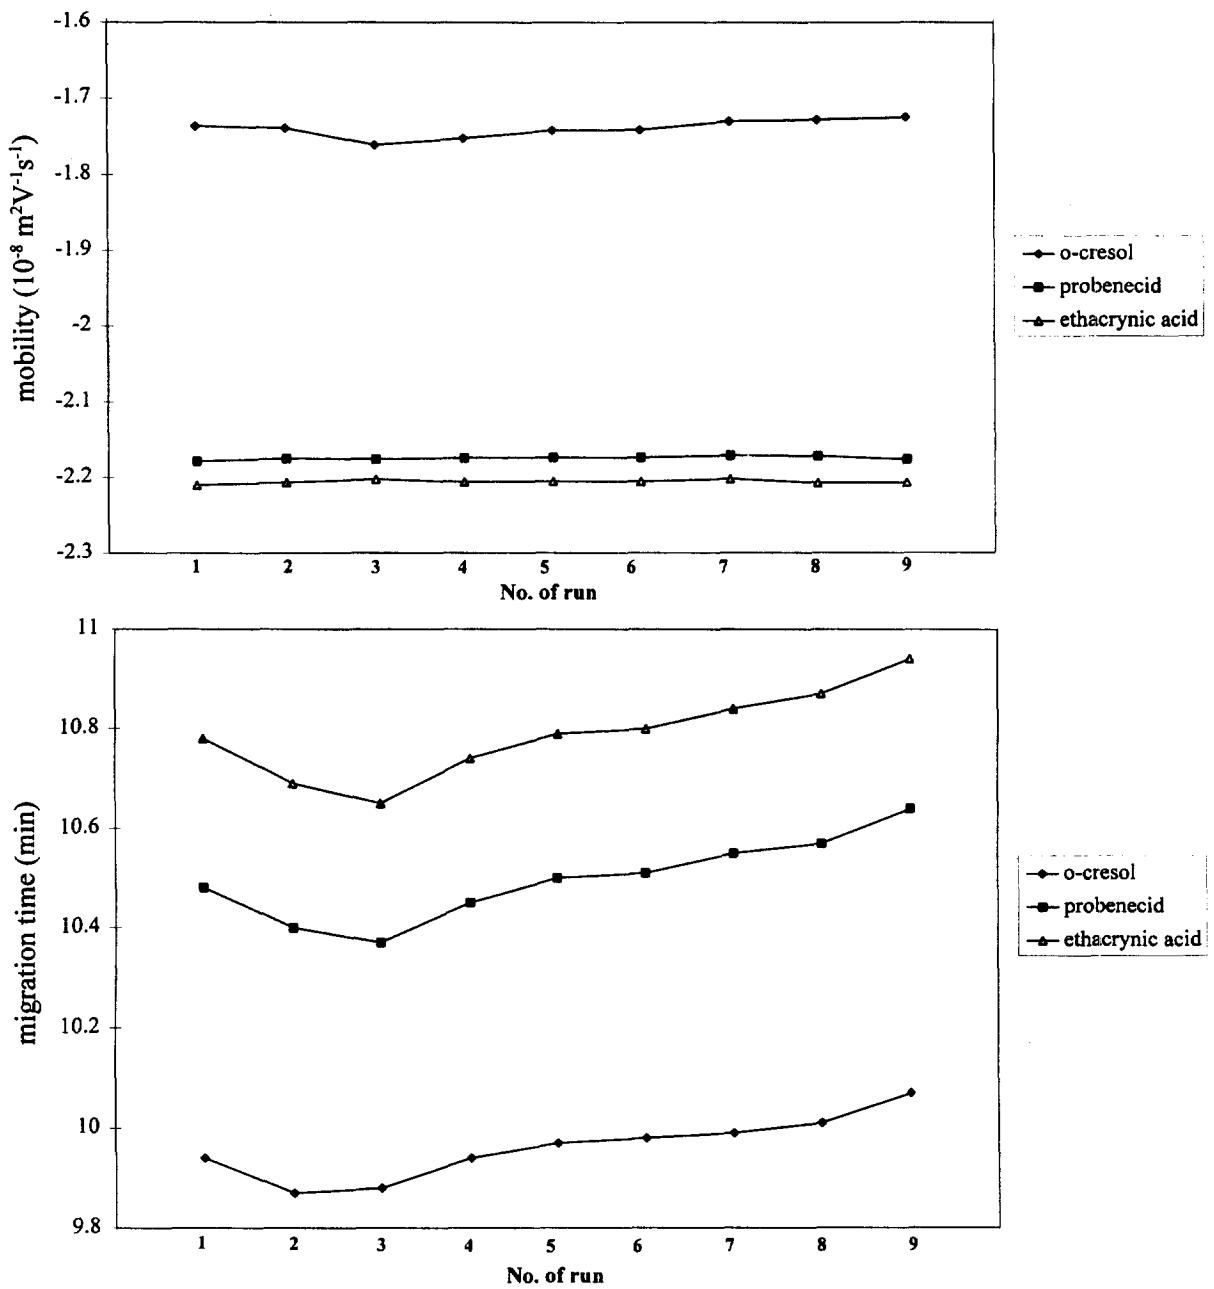 -1.6
-1.7
-1.8
-1.9
-2
-2.1
-2.2
-2.3
mobility (10⁻⁸ m²V⁻¹s⁻¹)
1 2 3 4 5 6 7 8 9
No. of run
o-cresol
probenecid
ethacrynic acid
11
10.8
10.6
10.4
10.2
10
9.8
migration time (min)
1 2 3 4 5 6 7 8 9
No. of run
o-cresol
probenecid
ethacrynic acid